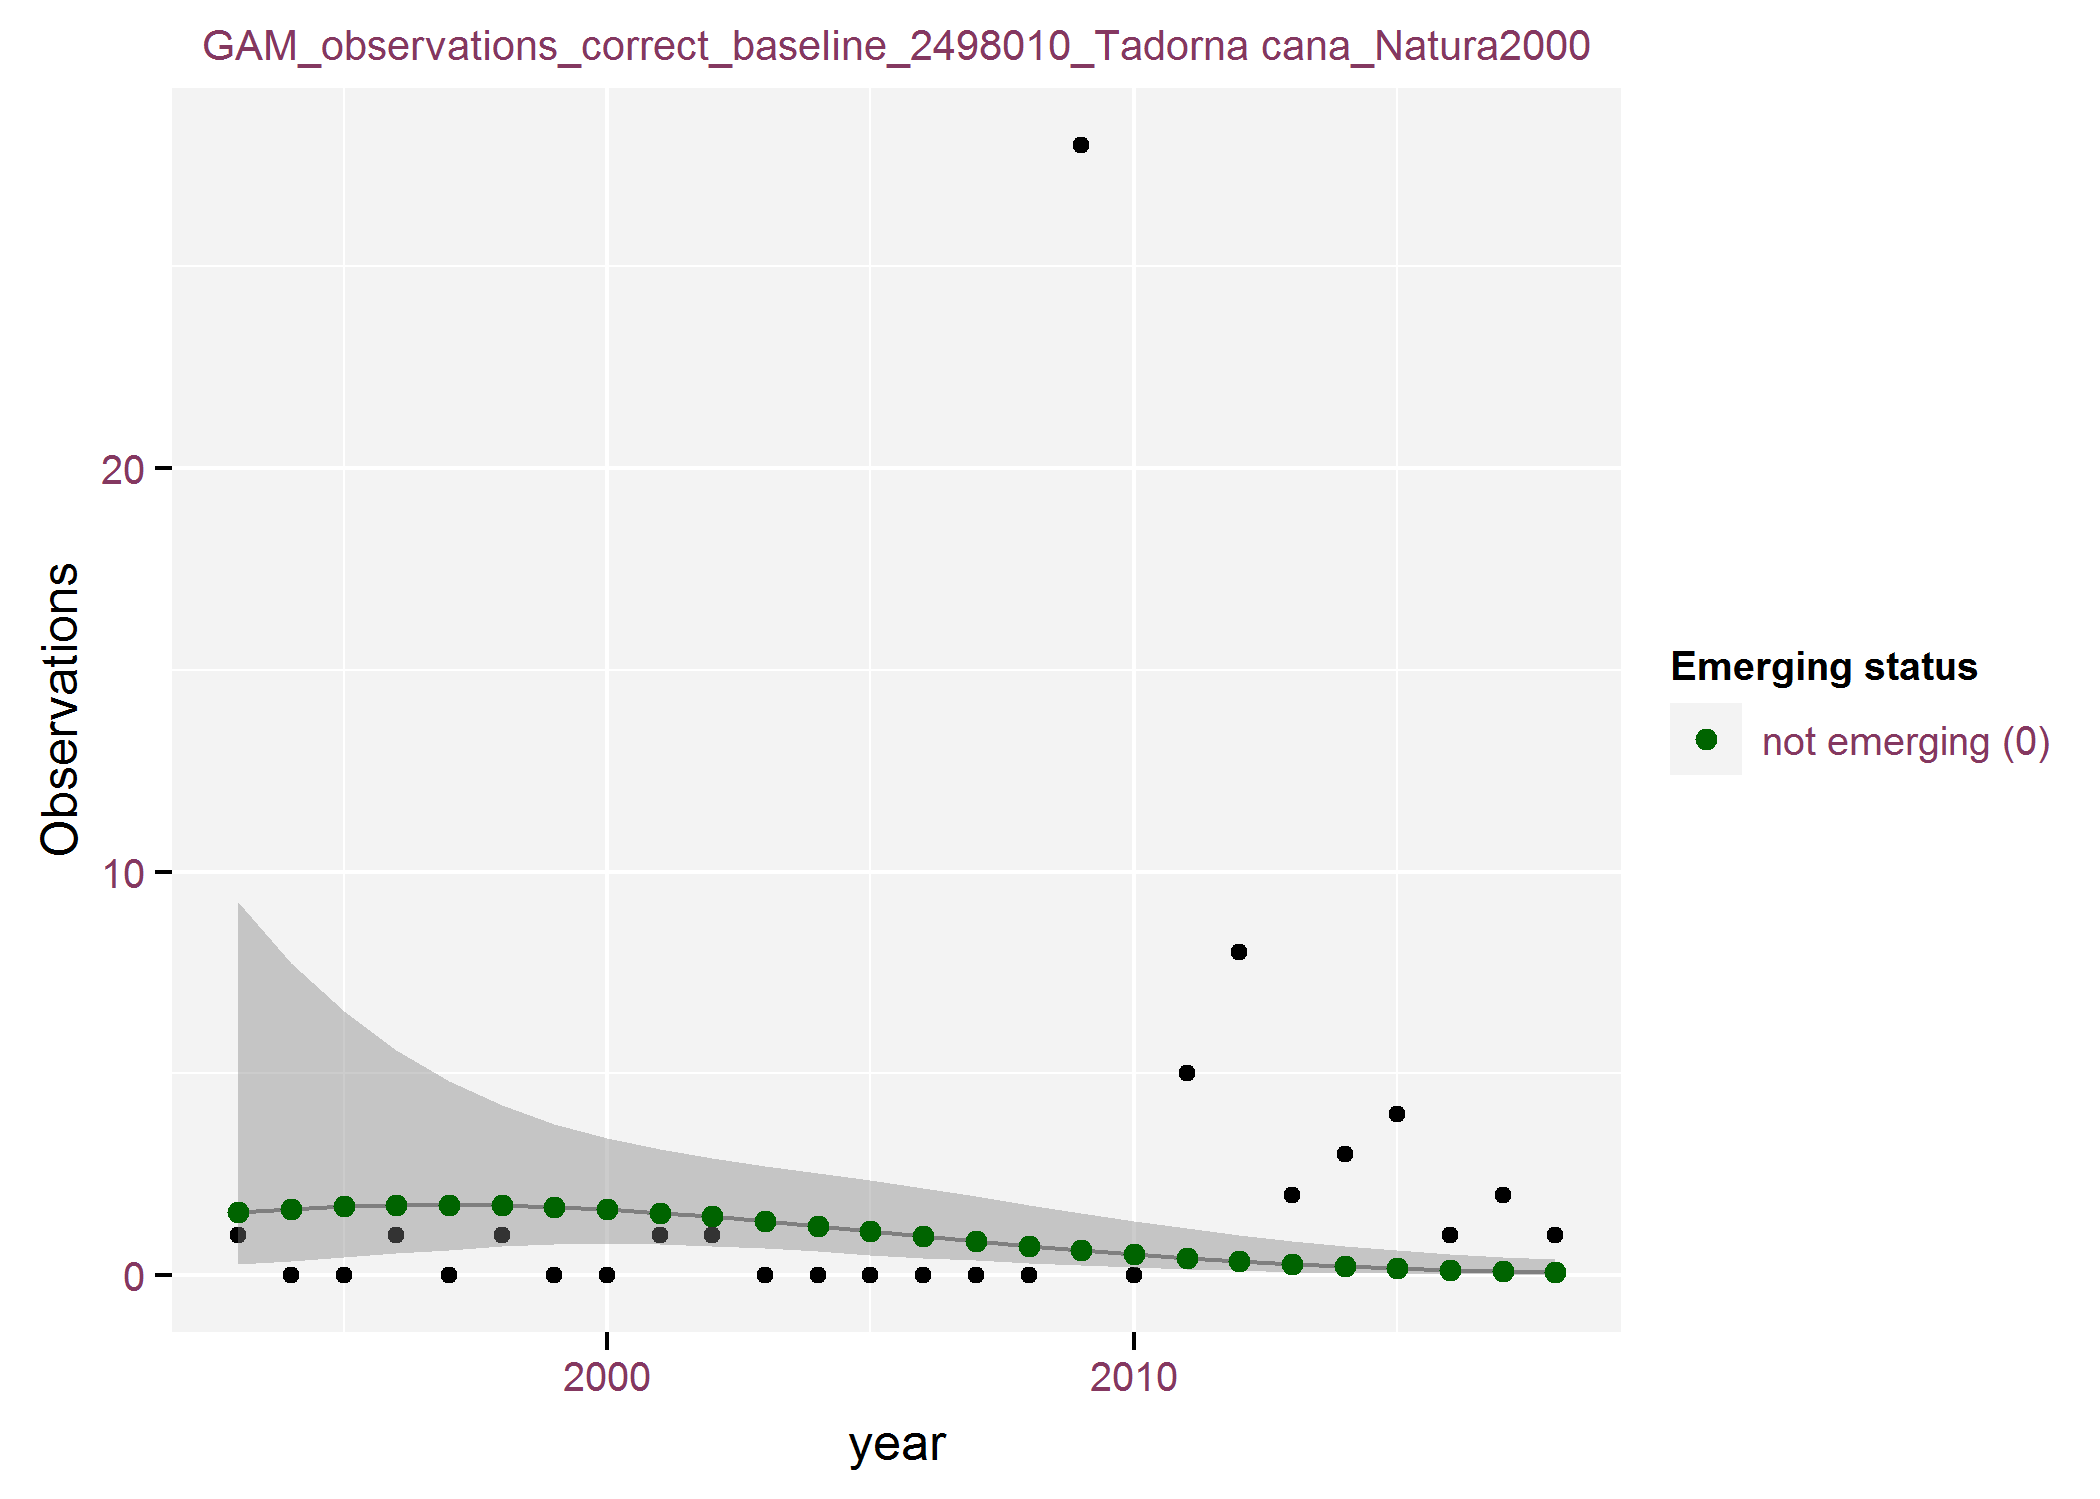 GAM_observations_correct_baseline_2498010_Tadorna cana_Natura2000
Observations
20
10
0
2000
2010
year
Emerging status
not emerging (0)